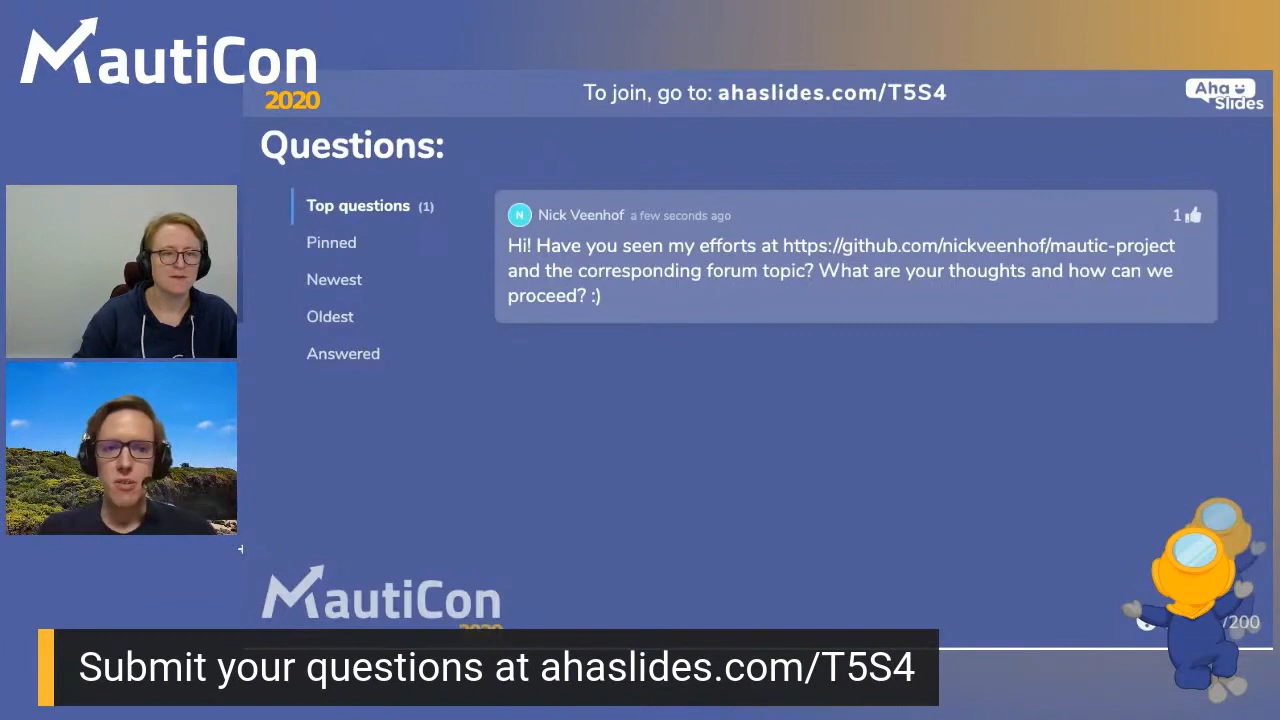 MautiCon
2020
To join, go to: ahaslides.com/T5S4
Aha
Slides
Questions:
Top questions (1)
Pinned
Newest
Oldest
Answered
N Nick Veenhof a few seconds ago 1
Hi! Have you seen my efforts at https://github.com/nickveenhof/mautic-project
and the corresponding forum topic? What are your thoughts and how can we
proceed? :)
MautiCon
2020
/200
Submit your questions at ahaslides.com/T5S4